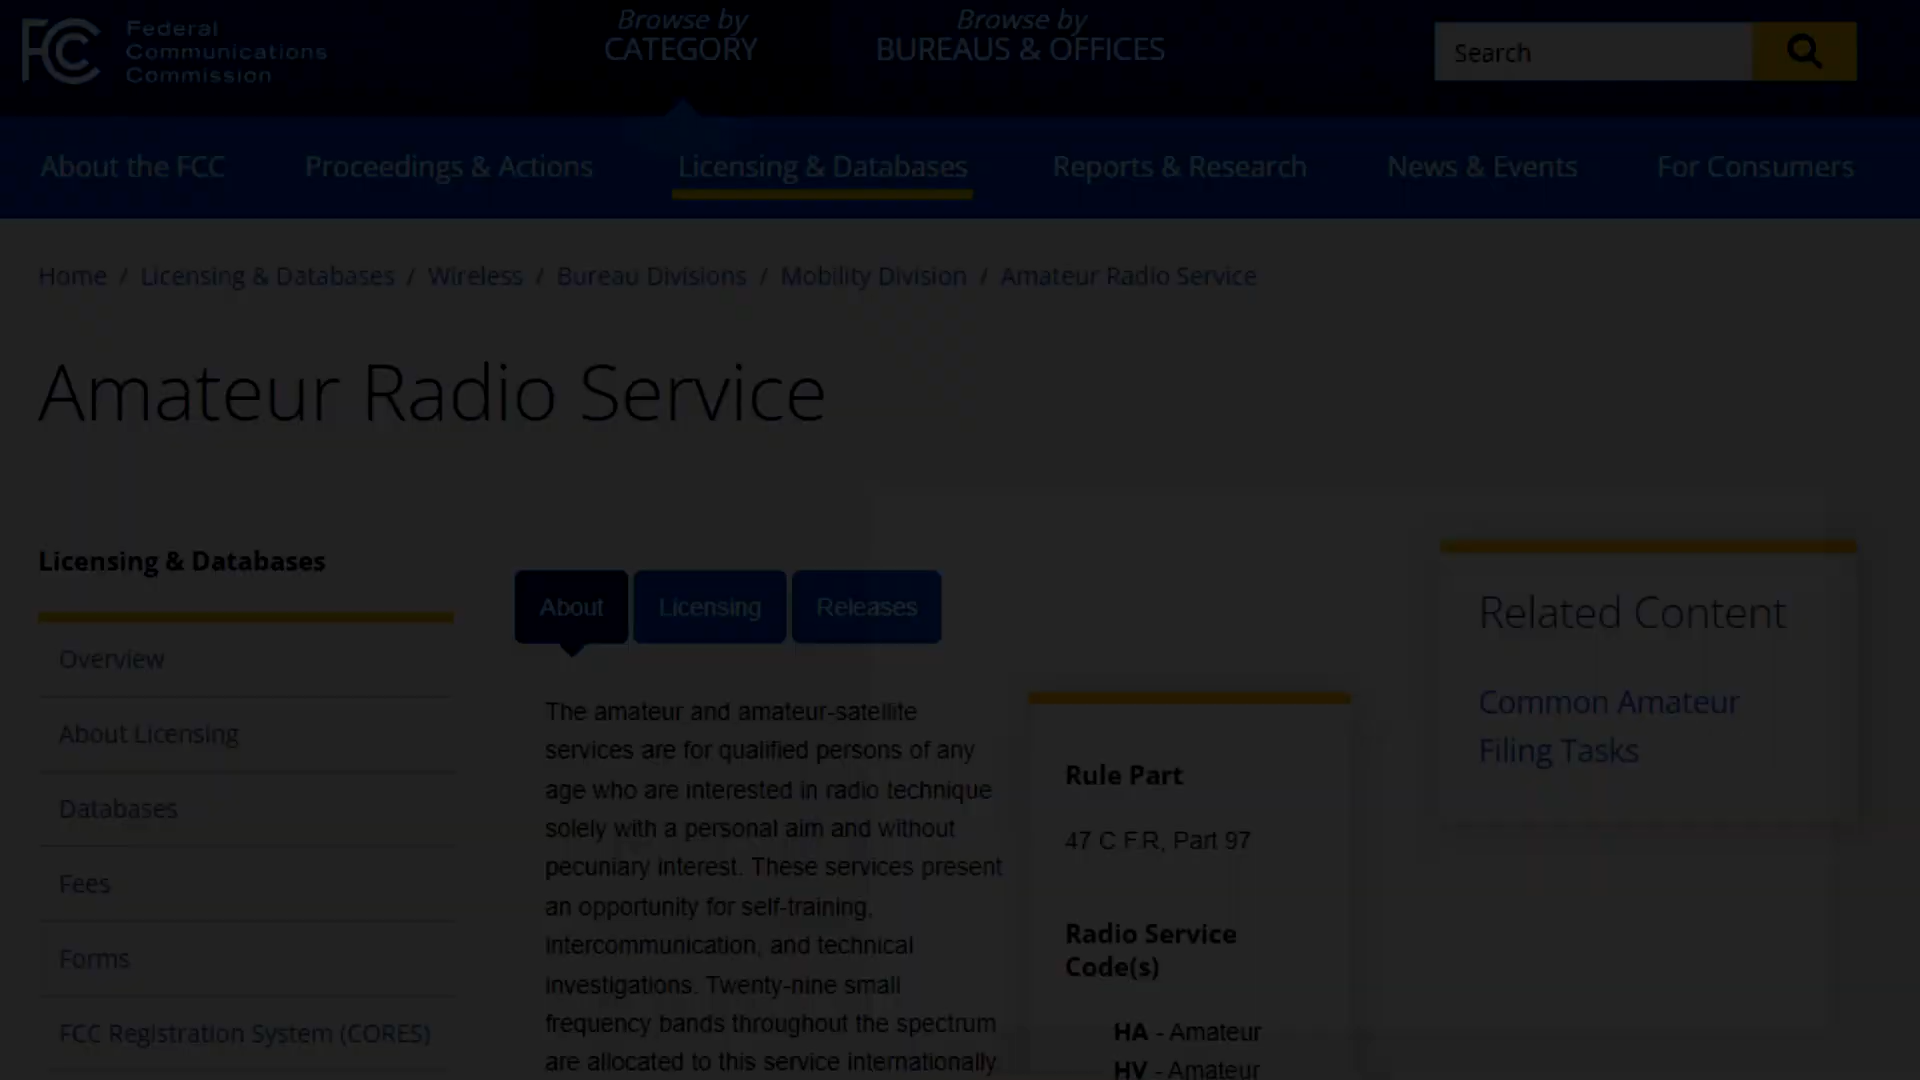 Federal
Communications
Commission
Browse by
CATEGORY
Browse by
BUREAUS & OFFICES
Search
About the FCC
Proceedings & Actions
Licensing & Databases
Reports & Research
News & Events
For Consumers
Home / Licensing & Databases / Wireless / Bureau Divisions / Mobility Division / Amateur Radio Service
Amateur Radio Service
Licensing & Databases
Overview
About Licensing
Databases
Fees
Forms
FCC Registration System (CORES)
About
Licensing
Releases
The amateur and amateur-satellite
services are for qualified persons of any
age who are interested in radio technique
solely with a personal aim and without
pecuniary interest. These services present
an opportunity for self-training,
intercommunication, and technical
investigations. Twenty-nine small
frequency bands throughout the spectrum
are allocated to this service internationally.
Rule Part
47 C.F.R, Part 97
Radio Service
Code(s)
HA - Amateur
HV - Amateur
Related Content
Common Amateur
Filing Tasks